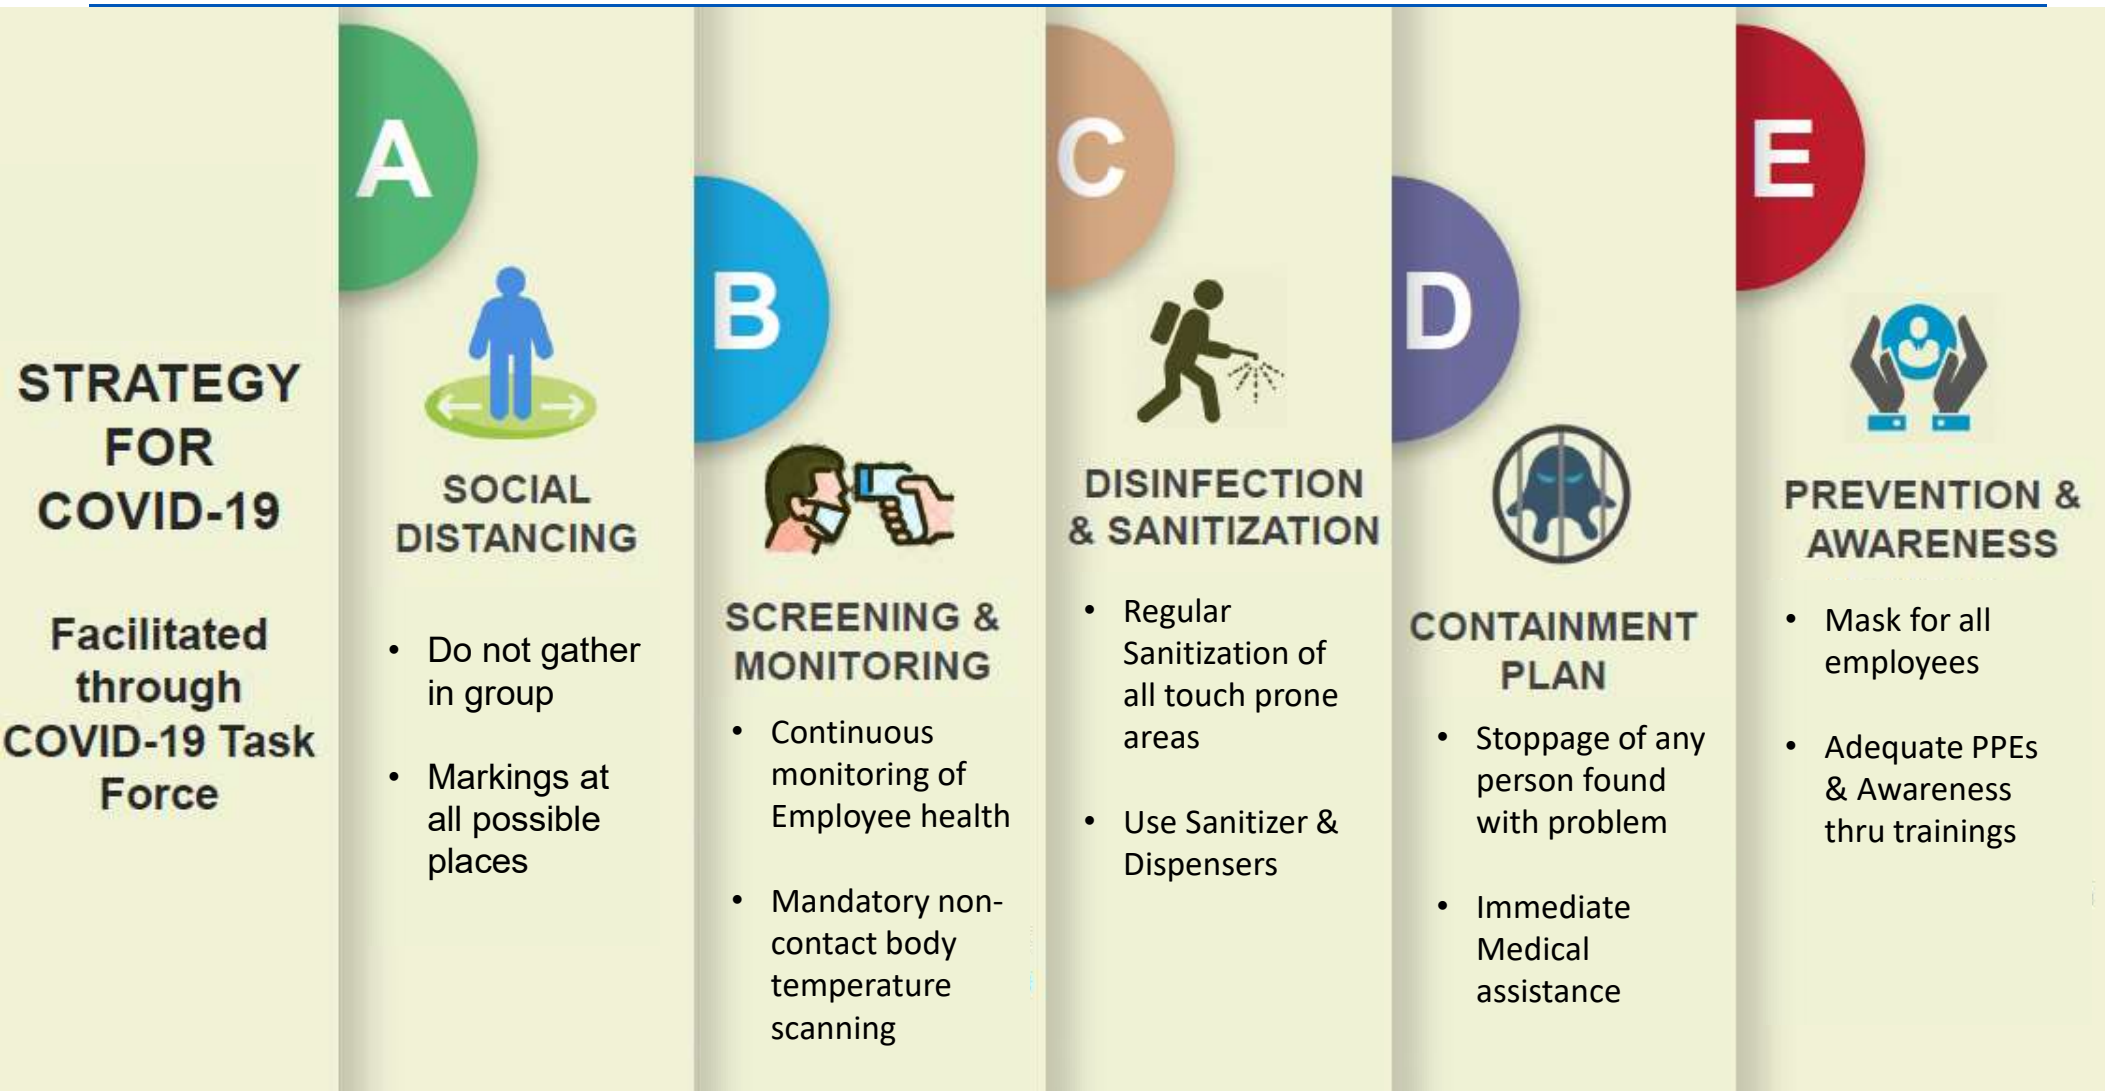 STRATEGY
FOR
COVID-19
Facilitated
through
COVID-19 Task
Force
A
SOCIAL
DISTANCING
• Do not gather
in group
• Markings at
all possible
places
B
SCREENING &
MONITORING
• Continuous
monitoring of
Employee health
• Mandatory non-
contact body
temperature
scanning
C
DISINFECTION
& SANITIZATION
• Regular
Sanitization of
all touch prone
areas
• Use Sanitizer &
Dispensers
D
CONTAINMENT
PLAN
• Stoppage of any
person found
with problem
• Immediate
Medical
assistance
E
PREVENTION &
AWARENESS
• Mask for all
employees
• Adequate PPEs
& Awareness
thru trainings